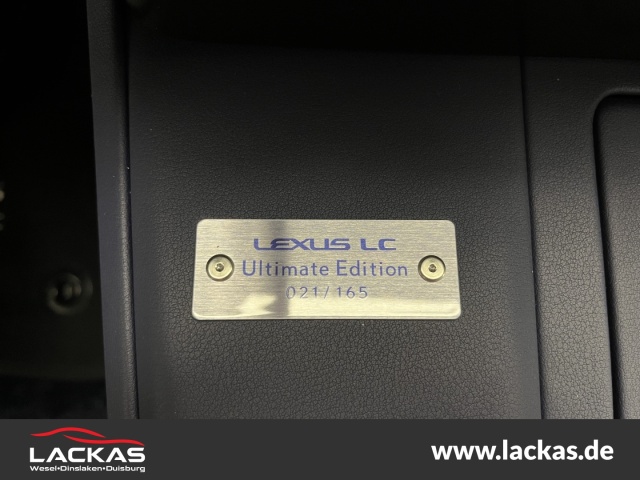 LEXUS LC
Ultimate Edition
021/165
LACKAS
Wesel•Dinslaken•Duisburg
www.lackas.de